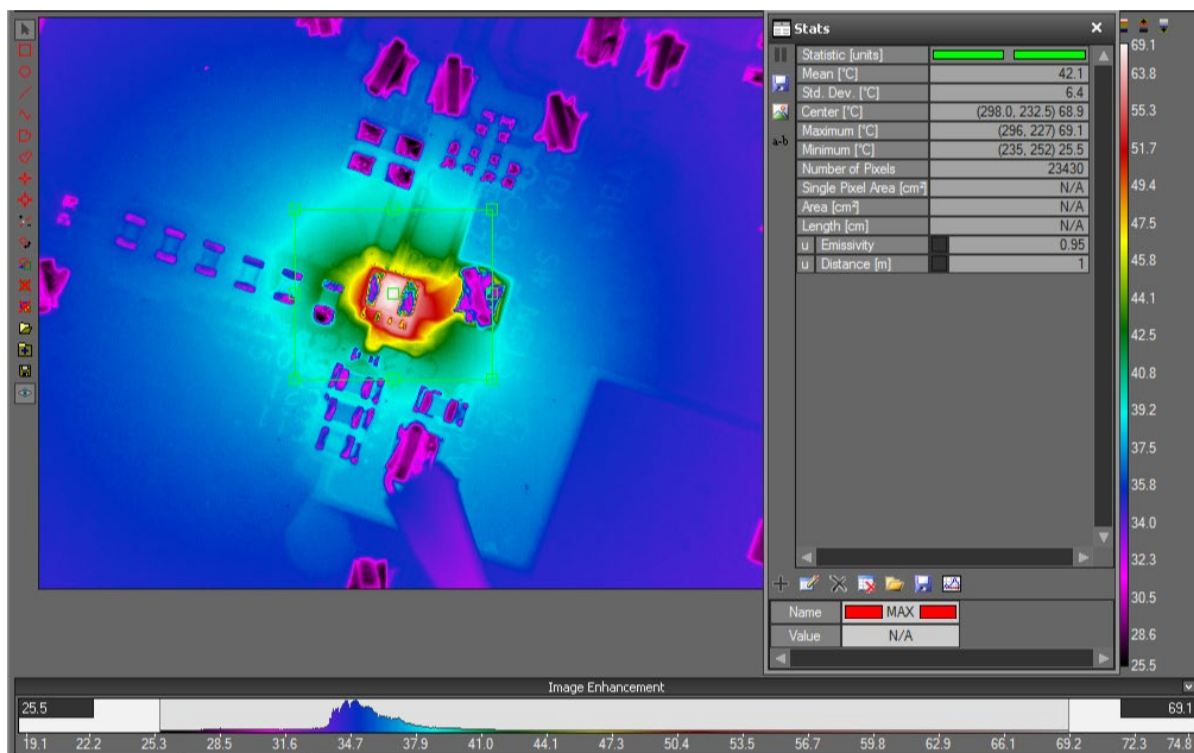 Stats
Statistic [units]
Mean [°C] 42.1
Std. Dev. [°C] 6.4
Center [°C] (298.0, 232.5) 68.9
Maximum [°C] (296, 227) 69.1
Minimum [°C] (235, 252) 25.5
Number of Pixels 23430
Single Pixel Area [cm²] N/A
Area [cm²] N/A
Length [cm] N/A
u Emissivity 0.95
u Distance [m] 1
a-b
Name MAX
Value N/A
69.1
63.8
55.3
51.7
49.4
47.5
45.8
44.1
42.5
40.8
39.2
37.5
35.8
34.0
32.3
30.5
28.6
25.5
Image Enhancement
25.5 69.1
19.1 22.2 25.3 28.5 31.6 34.7 37.9 41.0 44.1 47.3 50.4 53.5 56.7 59.8 62.9 66.1 69.2 72.3 74.8